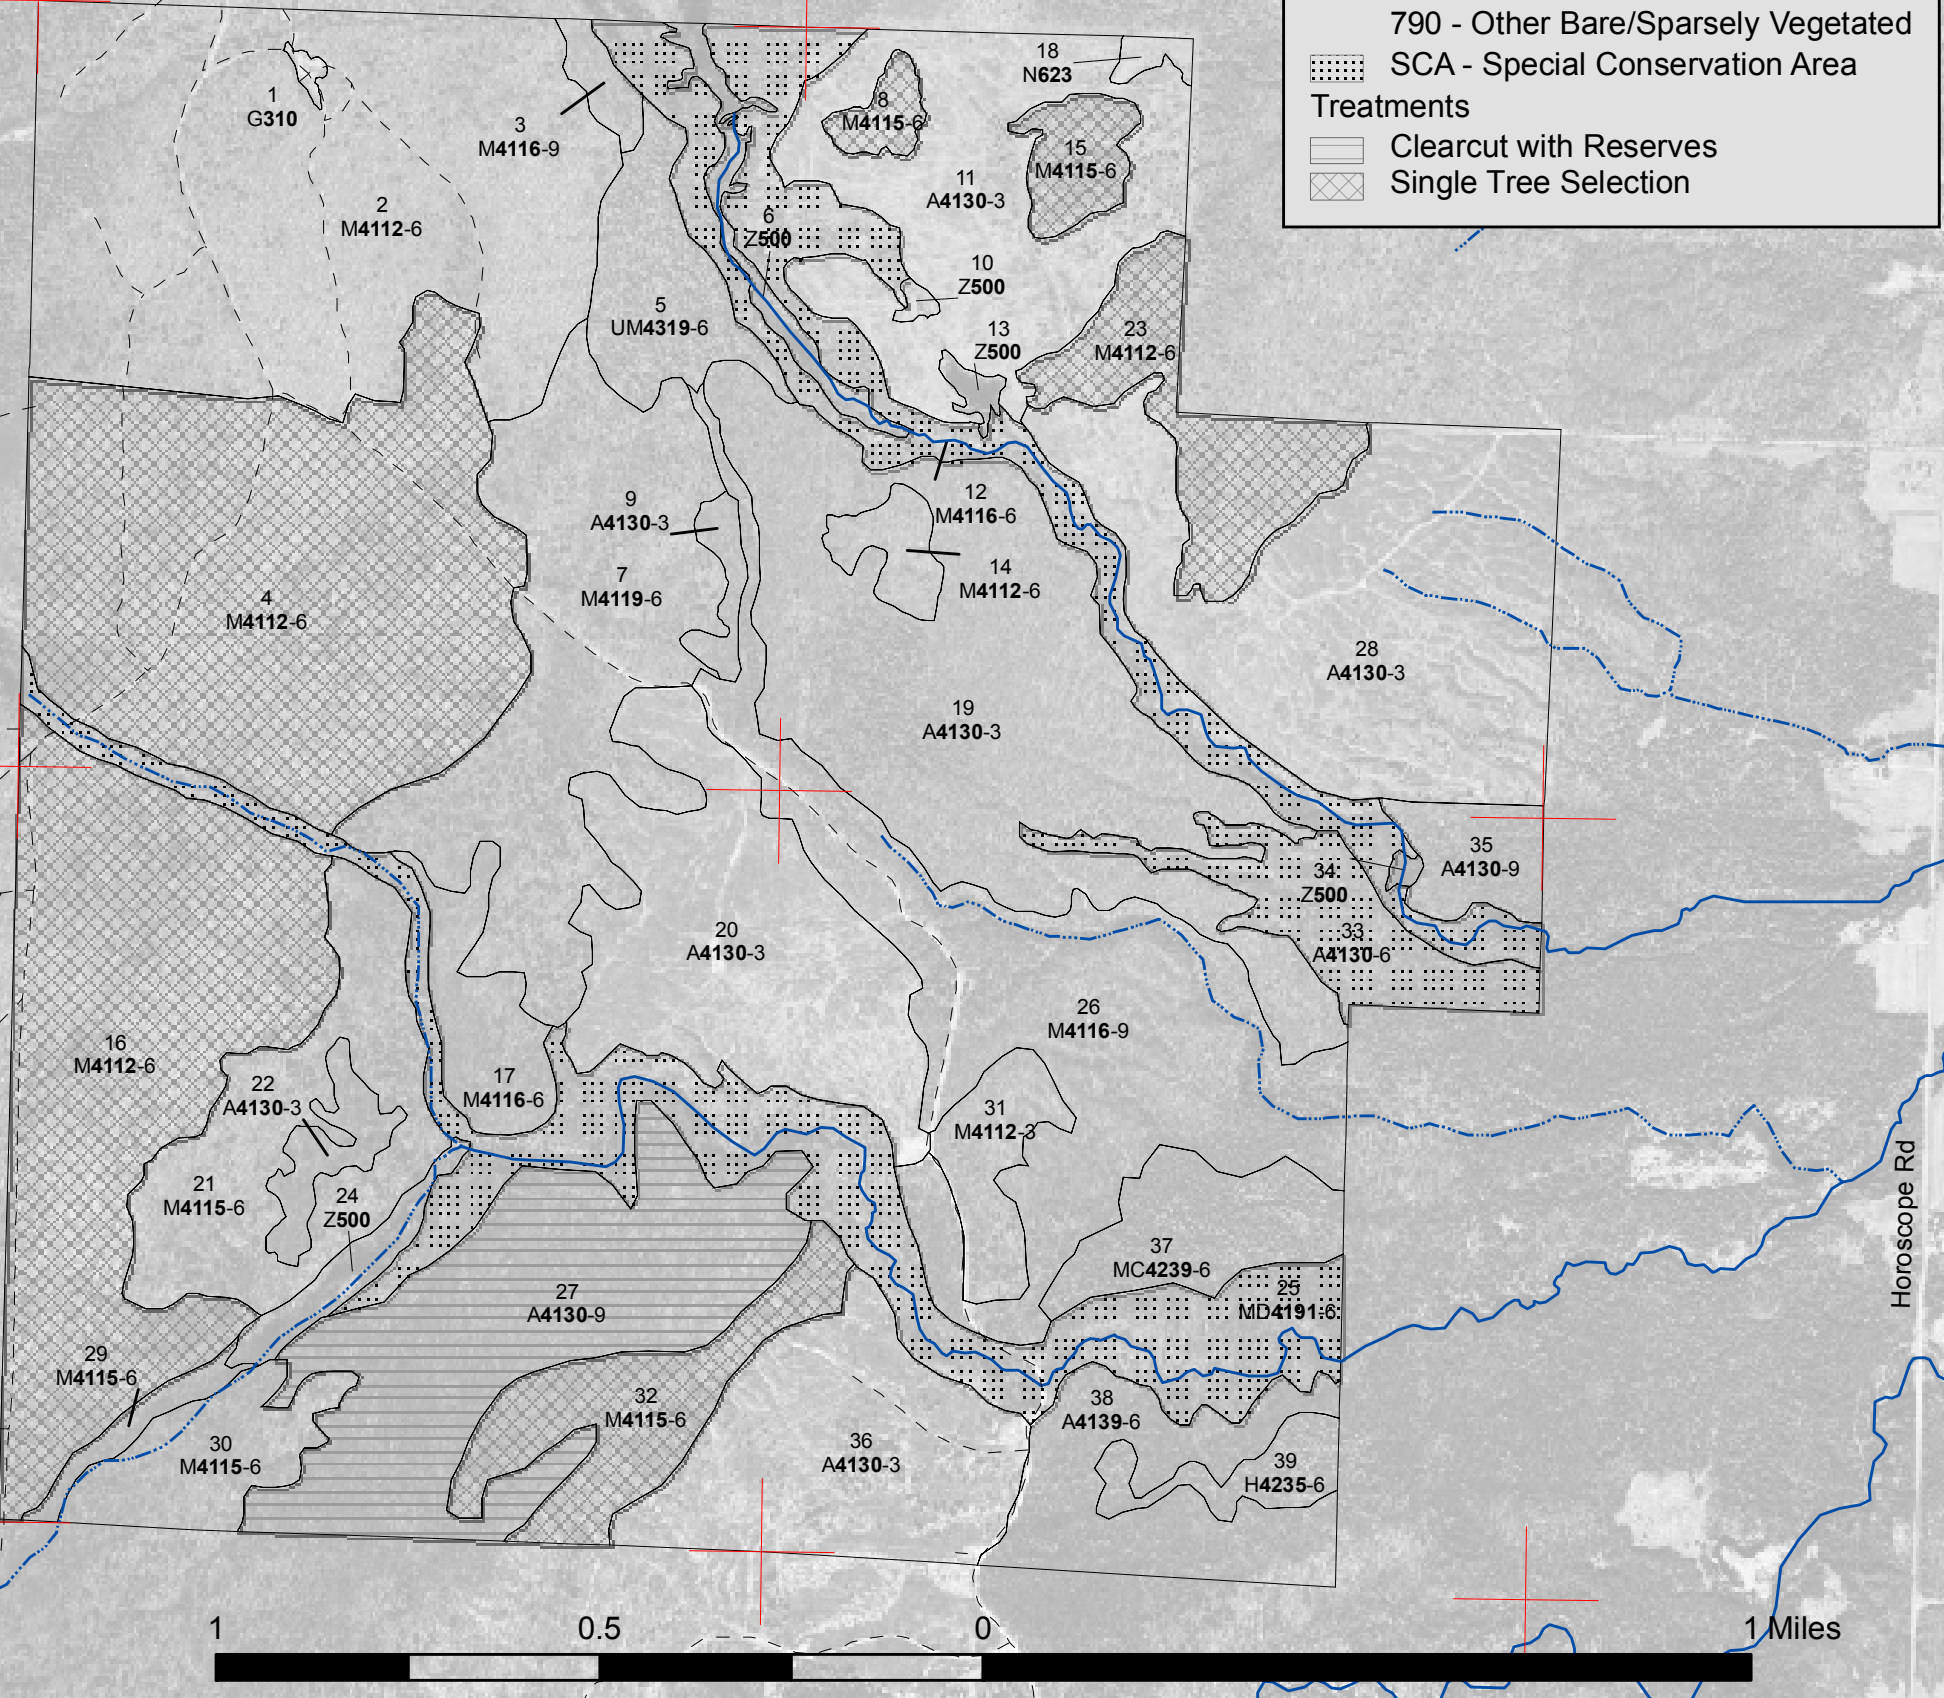 790 - Other Bare/Sparsely Vegetated
SCA - Special Conservation Area
Treatments
Clearcut with Reserves
Single Tree Selection
1
G310
2
M4112-6
3
M4116-9
18
N623
8
M4115-6
15
M4115-6
11
A4130-3
6
Z500
10
Z500
5
UM4319-6
13
Z500
23
M4112-6
9
A4130-3
12
M4116-6
7
M4119-6
14
M4112-6
4
M4112-6
28
A4130-3
19
A4130-3
35
A4130-9
34
Z500
33
A4130-6
20
A4130-3
26
M4116-9
16
M4112-6
22
A4130-3
17
M4116-6
31
M4112-3
21
M4115-6
24
Z500
37
MC4239-6
25
MD4191-6
27
A4130-9
29
M4115-6
32
M4115-6
38
A4139-6
30
M4115-6
36
A4130-3
39
H4235-6
Horoscope Rd
1 0.5 0 1 Miles